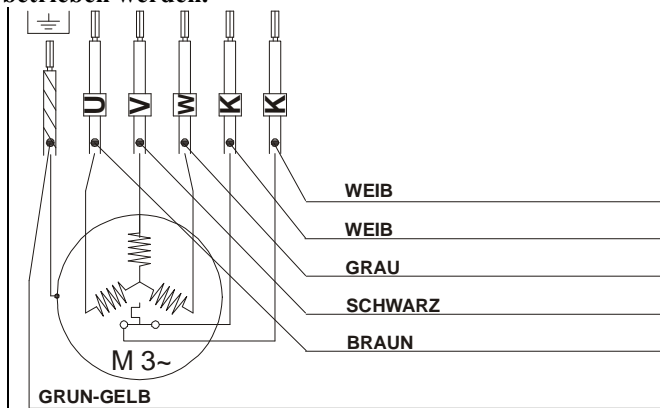 betrieben werden.
U V W K K
WEIB
WEIB
GRAU
SCHWARZ
BRAUN
M 3~
GRUN-GELB